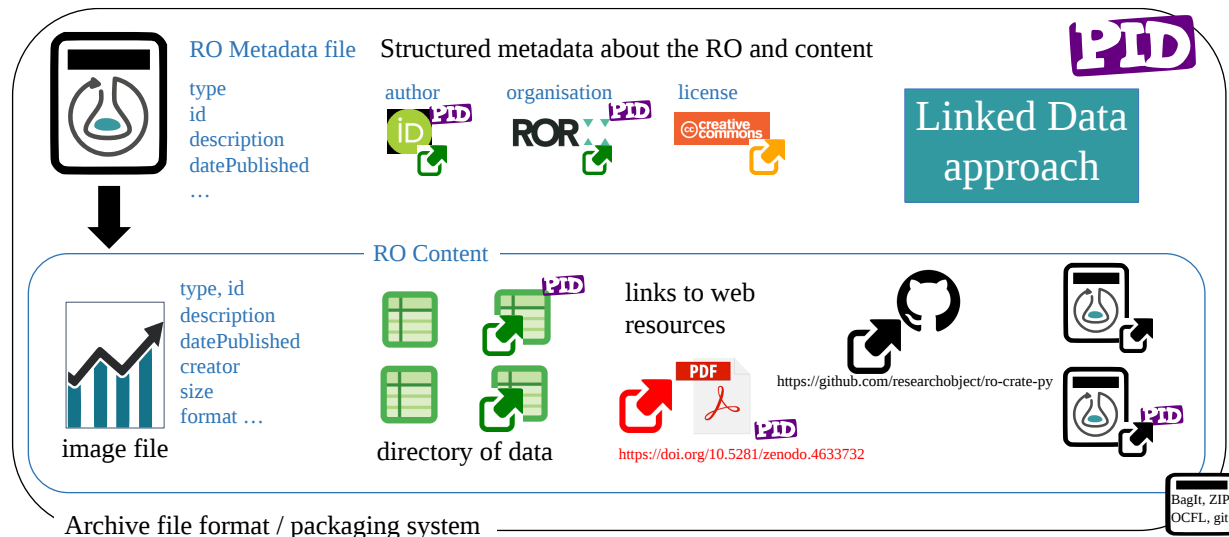 RO Metadata file
Structured metadata about the RO and content
PID
type
id
description
datePublished
…
author
organisation
license
iD
PID
ROR
PID
cc creative commons
Linked Data
approach
RO Content
type, id
description
datePublished
creator
size
format …
image file
PID
directory of data
links to web
resources
PDF
PID
https://doi.org/10.5281/zenodo.4633732
https://github.com/researchobject/ro-crate-py
PID
BagIt, ZIP
OCFL, git
Archive file format / packaging system